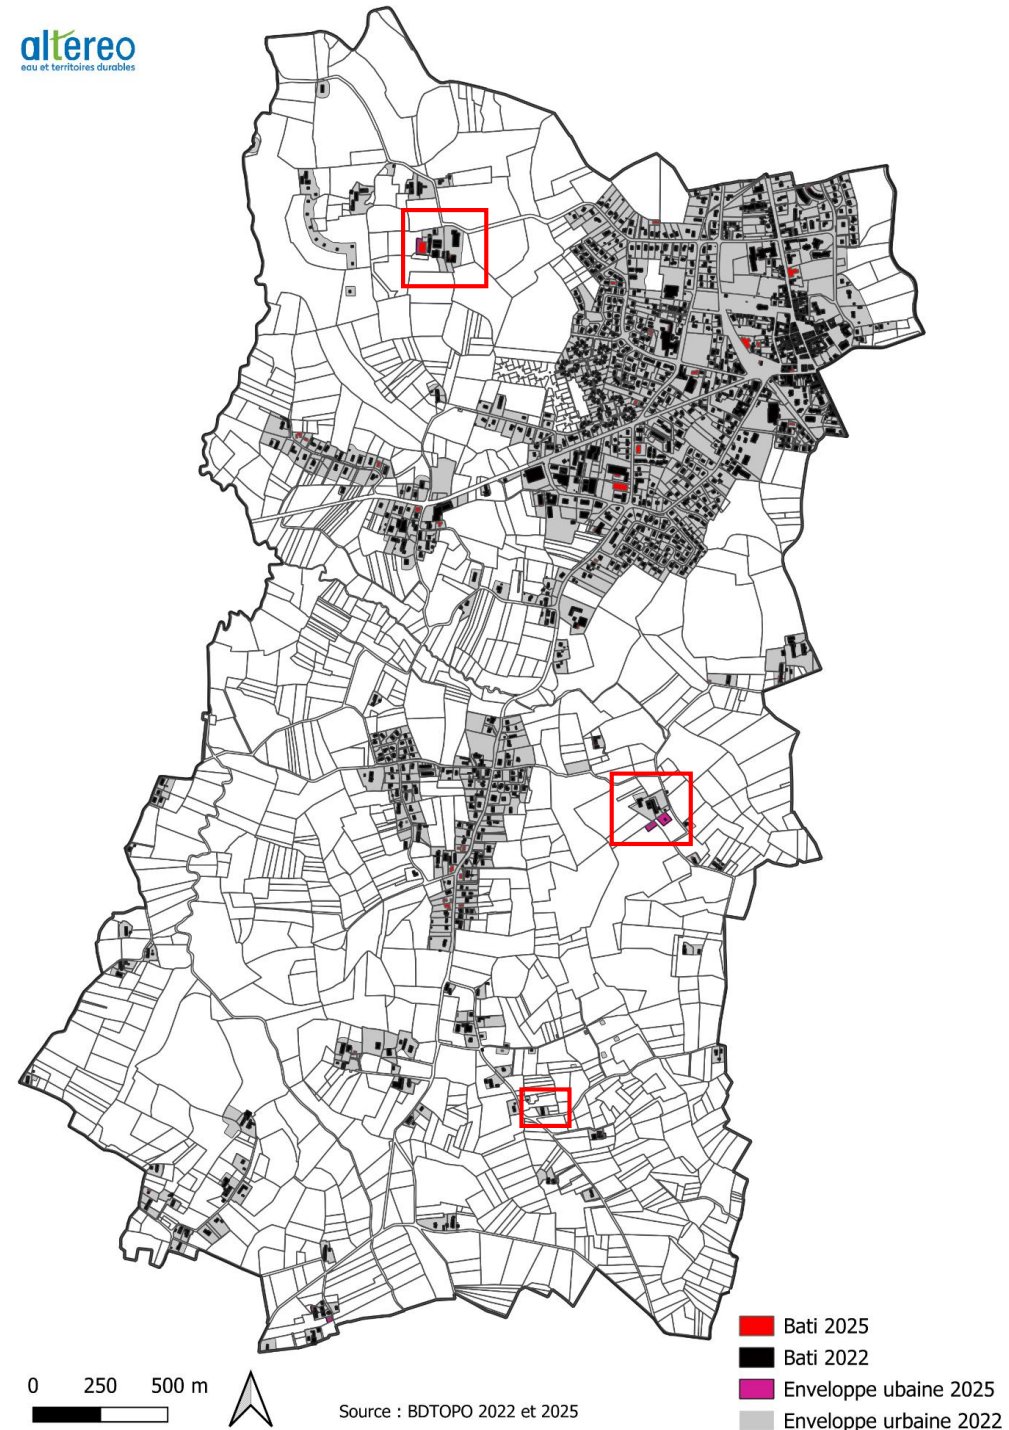 altereo
eau et territoires durables
Bati 2025
Bati 2022
Enveloppe ubaine 2025
Enveloppe urbaine 2022
0 250 500 m
Source : BDTOPO 2022 et 2025